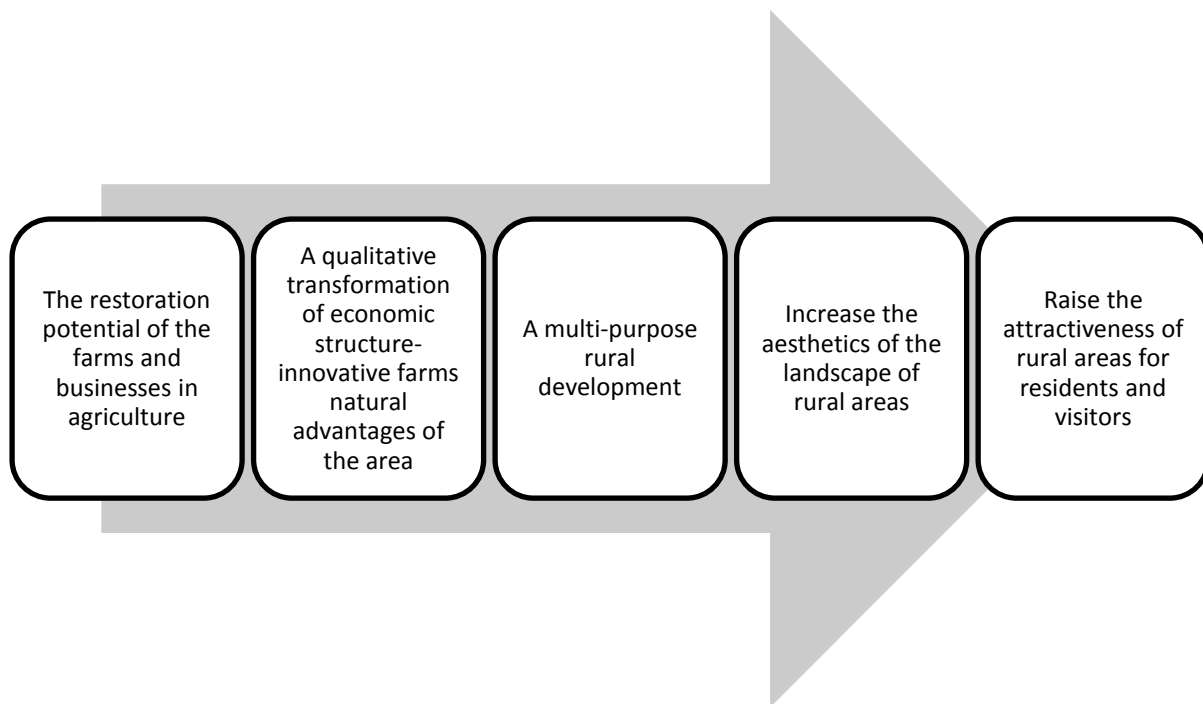 The restoration
potential of the
farms and
businesses in
agriculture
A qualitative
transformation
of economic
structure-
innovative farms
natural
advantages of
the area
A multi-purpose
rural
development
Increase the
aesthetics of the
landscape of
rural areas
Raise the
attractiveness of
rural areas for
residents and
visitors